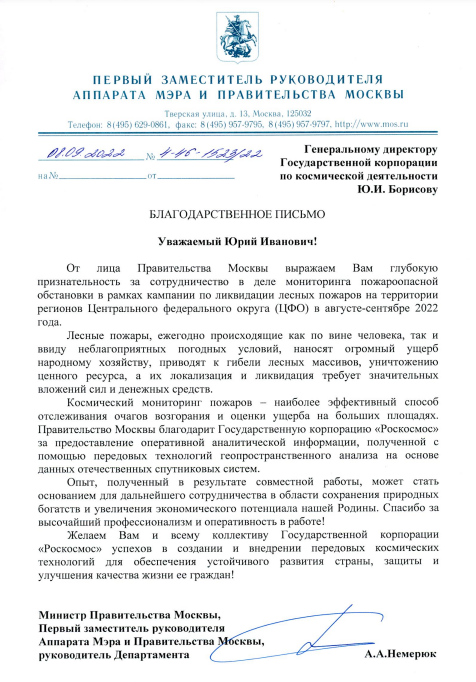 ПЕРВЫЙ ЗАМЕСТИТЕЛЬ РУКОВОДИТЕЛЯ
АППАРАТА МЭРА И ПРАВИТЕЛЬСТВА МОСКВЫ
Тверская улица, д. 13, Москва, 125032
Телефон: 8 (495) 629-0861, факс: 8 (495) 957-9795, 8 (495) 957-9797, http://www.mos.ru
08.09.2022 № 4-46-1523/22
на № от
Генеральному директору
Государственной корпорации
по космической деятельности
Ю.И. Борисову
БЛАГОДАРСТВЕННОЕ ПИСЬМО
Уважаемый Юрий Иванович!
От лица Правительства Москвы выражаем Вам глубокую
признательность за сотрудничество в деле мониторинга пожароопасной
обстановки в рамках кампании по ликвидации лесных пожаров на территории
регионов Центрального федерального округа (ЦФО) в августе-сентябре 2022
года.
Лесные пожары, ежегодно происходящие как по вине человека, так и
ввиду неблагоприятных погодных условий, наносят огромный ущерб
народному хозяйству, приводят к гибели лесных массивов, уничтожению
ценного ресурса, а их локализация и ликвидация требует значительных
вложений сил и денежных средств.
Космический мониторинг пожаров – наиболее эффективный способ
отслеживания очагов возгорания и оценки ущерба на больших площадях.
Правительство Москвы благодарит Государственную корпорацию «Роскосмос»
за предоставление оперативной аналитической информации, полученной с
помощью передовых технологий геопространственного анализа на основе
данных отечественных спутниковых систем.
Опыт, полученный в результате совместной работы, может стать
основанием для дальнейшего сотрудничества в области сохранения природных
богатств и увеличения экономического потенциала нашей Родины. Спасибо за
высочайший профессионализм и оперативность в работе!
Желаем Вам и всему коллективу Государственной корпорации
«Роскосмос» успехов в создании и внедрении передовых космических
технологий для обеспечения устойчивого развития страны, защиты и
улучшения качества жизни ее граждан!
Министр Правительства Москвы,
Первый заместитель руководителя
Аппарата Мэра и Правительства Москвы,
руководитель Департамента А.А.Немерюк